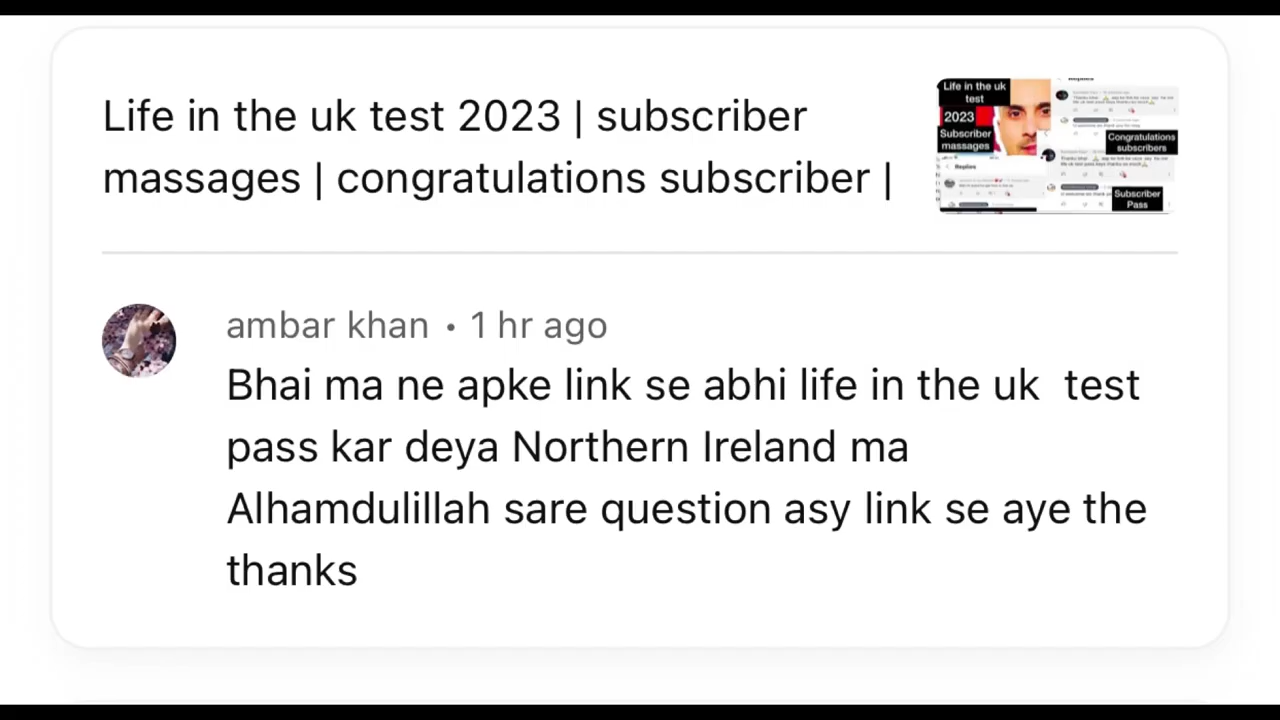 Life in the uk test 2023 | subscriber
massages | congratulations subscriber |
Life in the uk
test
2023
Subscriber
massages
Replies
Congratulations
subscribers
Replies
Subscriber
Pass
ambar khan • 1 hr ago
Bhai ma ne apke link se abhi life in the uk  test
pass kar deya Northern Ireland ma
Alhamdulillah sare question asy link se aye the
thanks